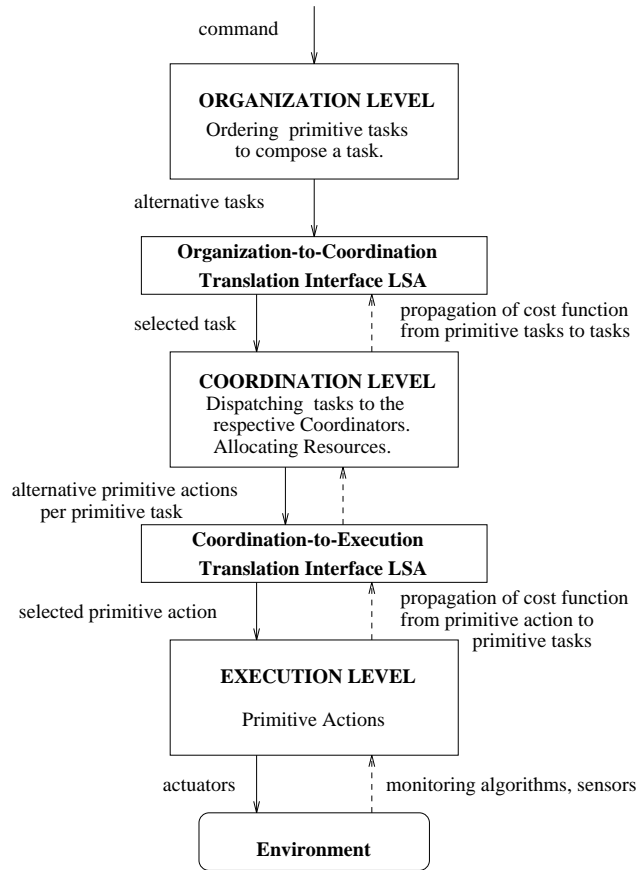 command
ORGANIZATION LEVEL
Ordering primitive tasks
to compose a task.
alternative tasks
Organization-to-Coordination
Translation Interface LSA
selected task
propagation of cost function
from primitive tasks to tasks
COORDINATION LEVEL
Dispatching tasks to the
respective Coordinators.
Allocating Resources.
alternative primitive actions
per primitive task
Coordination-to-Execution
Translation Interface LSA
selected primitive action
propagation of cost function
from primitive action to
primitive tasks
EXECUTION LEVEL
Primitive Actions
actuators
monitoring algorithms, sensors
Environment